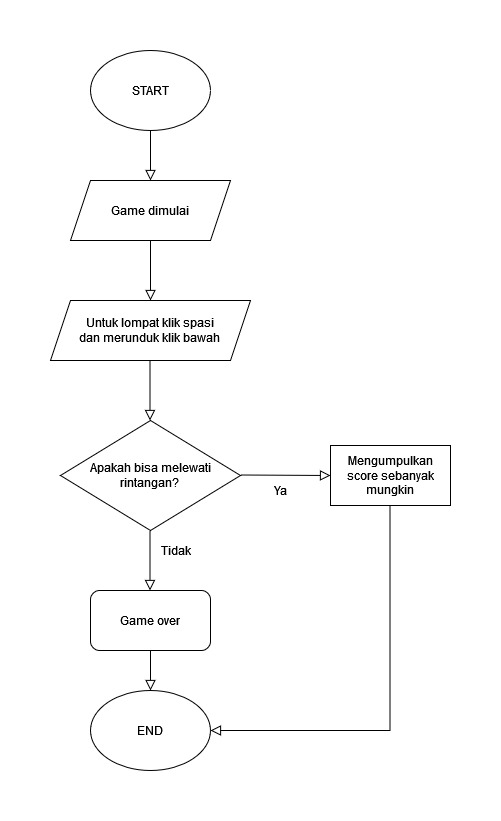 START
Game dimulai
Untuk lompat klik spasi
dan merunduk klik bawah
Apakah bisa melewati
rintangan?
Ya
Mengumpulkan
score sebanyak
mungkin
Tidak
Game over
END